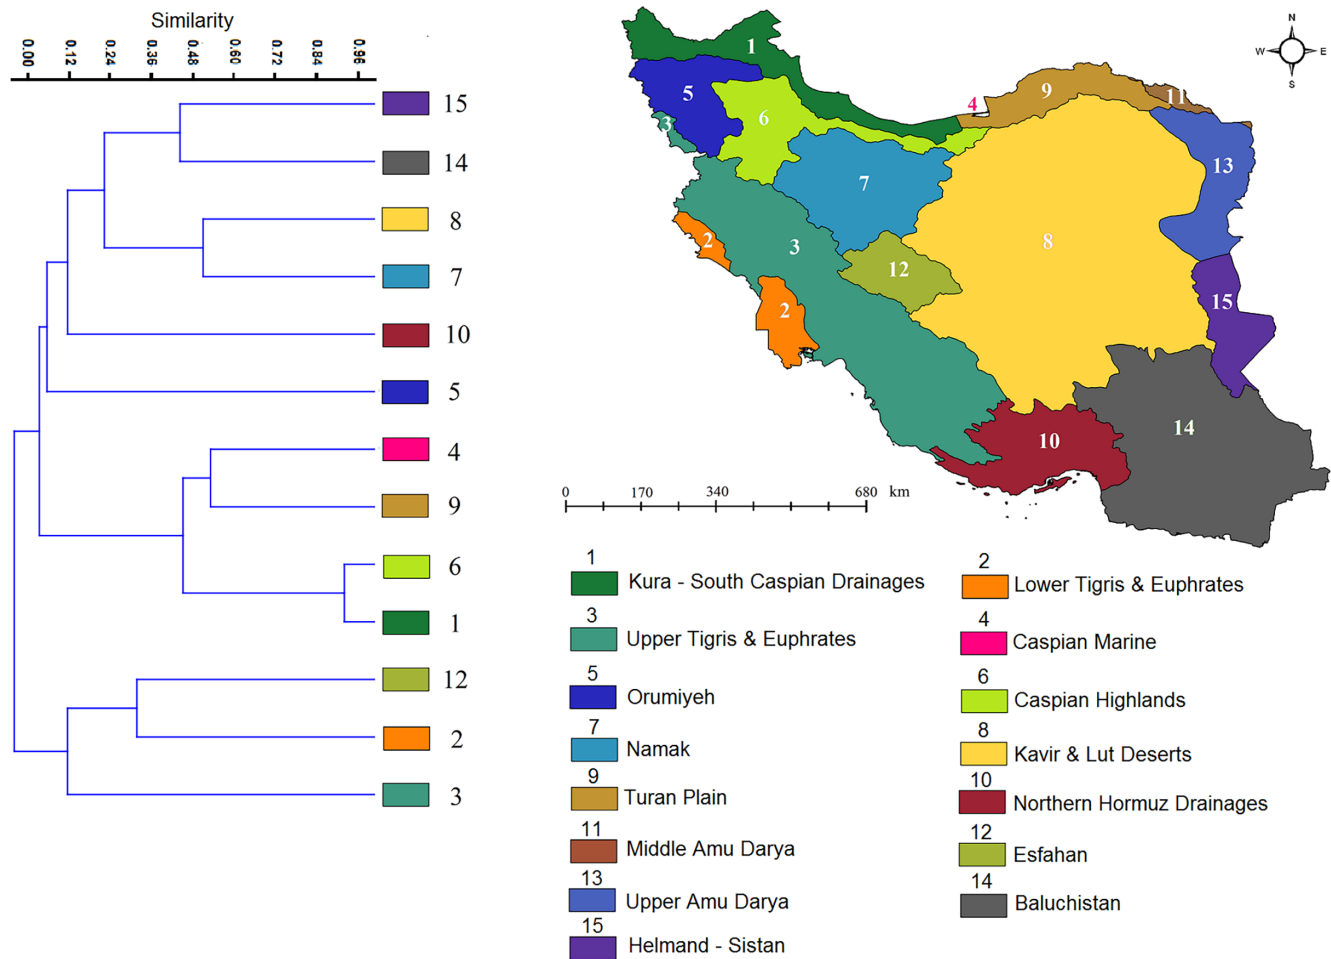 Similarity
0.00 0.12 0.24 0.36 0.48 0.60 0.72 0.84 0.96
15
14
8
7
10
5
4
9
6
1
12
2
3
N
W E
S
1
4
9
11
5
6
3
13
7
2
3
8
12
15
2
14
10
0 170 340 680 km
1
Kura - South Caspian Drainages
2
Lower Tigris & Euphrates
3
Upper Tigris & Euphrates
4
Caspian Marine
5
Orumiyeh
6
Caspian Highlands
7
Namak
8
Kavir & Lut Deserts
9
Turan Plain
10
Northern Hormuz Drainages
11
Middle Amu Darya
12
Esfahan
13
Upper Amu Darya
14
Baluchistan
15
Helmand - Sistan